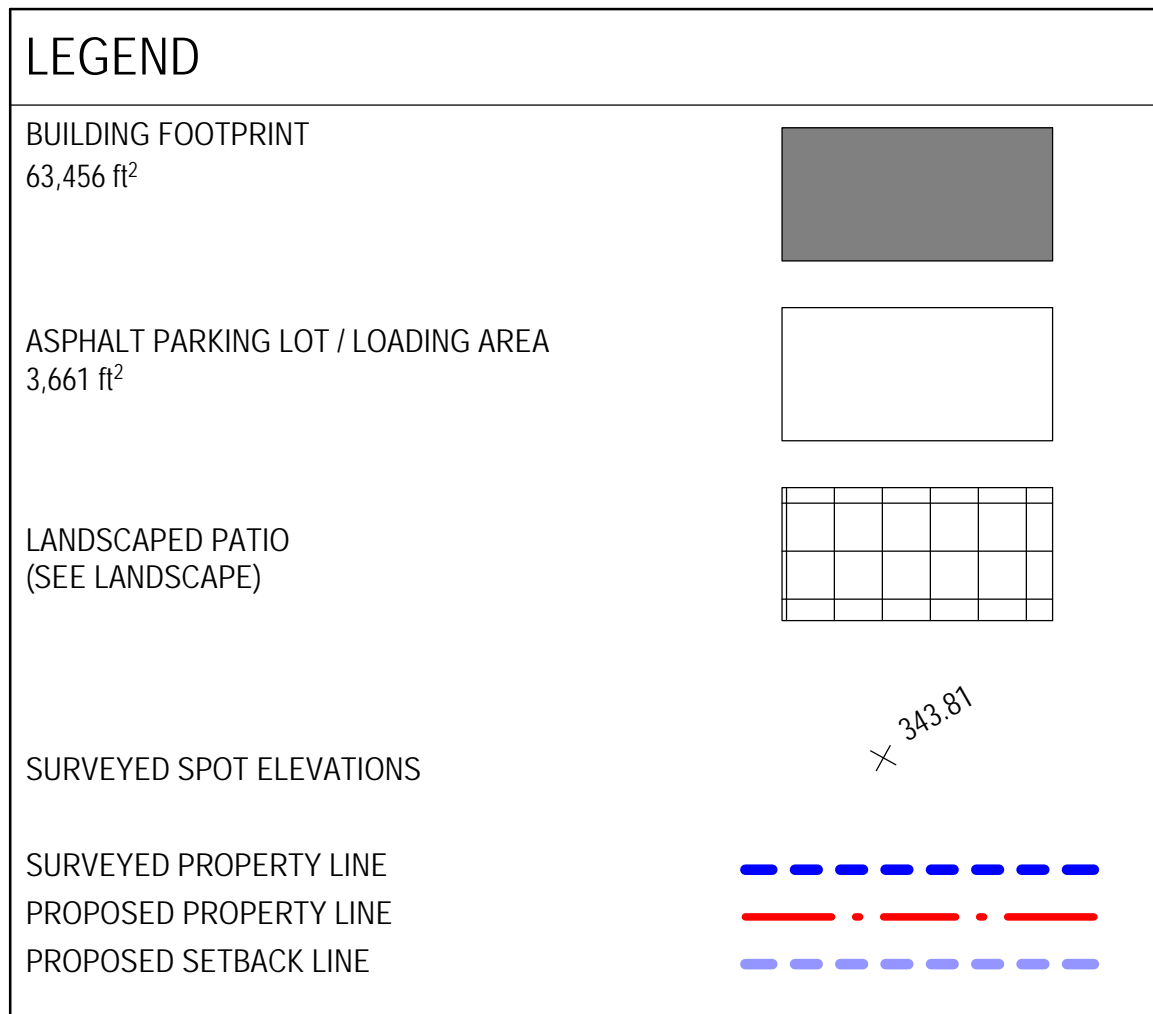 LEGEND
BUILDING FOOTPRINT
63,456 ft²
ASPHALT PARKING LOT / LOADING AREA
3,661 ft²
LANDSCAPED PATIO
(SEE LANDSCAPE)
343.81
SURVEYED SPOT ELEVATIONS
SURVEYED PROPERTY LINE
PROPOSED PROPERTY LINE
PROPOSED SETBACK LINE